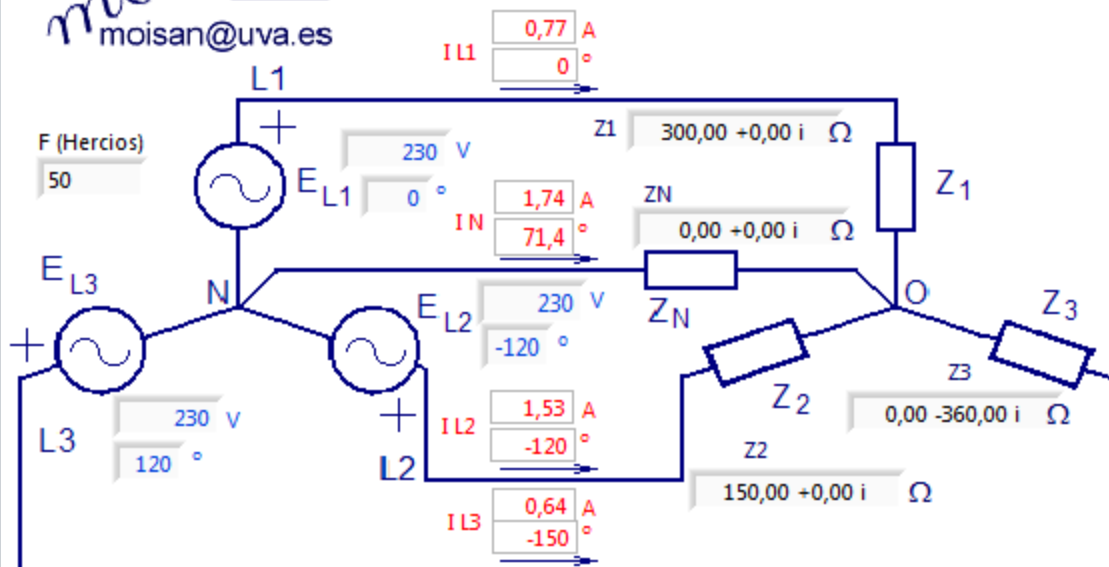 moisan@uva.es
I L1
0,77 A
0 º
L1
+
F (Hercios)
50
E L1
230 V
0 º
Z1
300,00 +0,00 i Ω
Z1
I N
1,74 A
71,4 º
ZN
0,00 +0,00 i Ω
ZN
E L3
N
E L2
230 V
-120 º
O
Z3
+
Z2
Z3
0,00 -360,00 i Ω
L3
230 V
120 º
+
L2
I L2
1,53 A
-120 º
Z2
150,00 +0,00 i Ω
I L3
0,64 A
-150 º